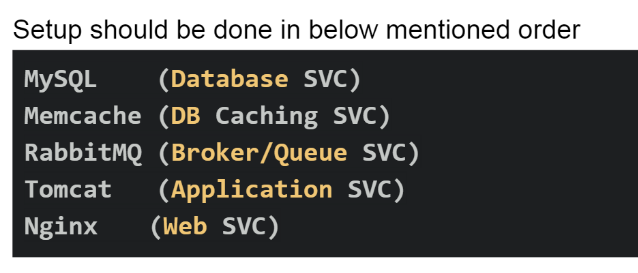 Setup should be done in below mentioned order
MySQL (Database SVC)
Memcache (DB Caching SVC)
RabbitMQ (Broker/Queue SVC)
Tomcat (Application SVC)
Nginx (Web SVC)